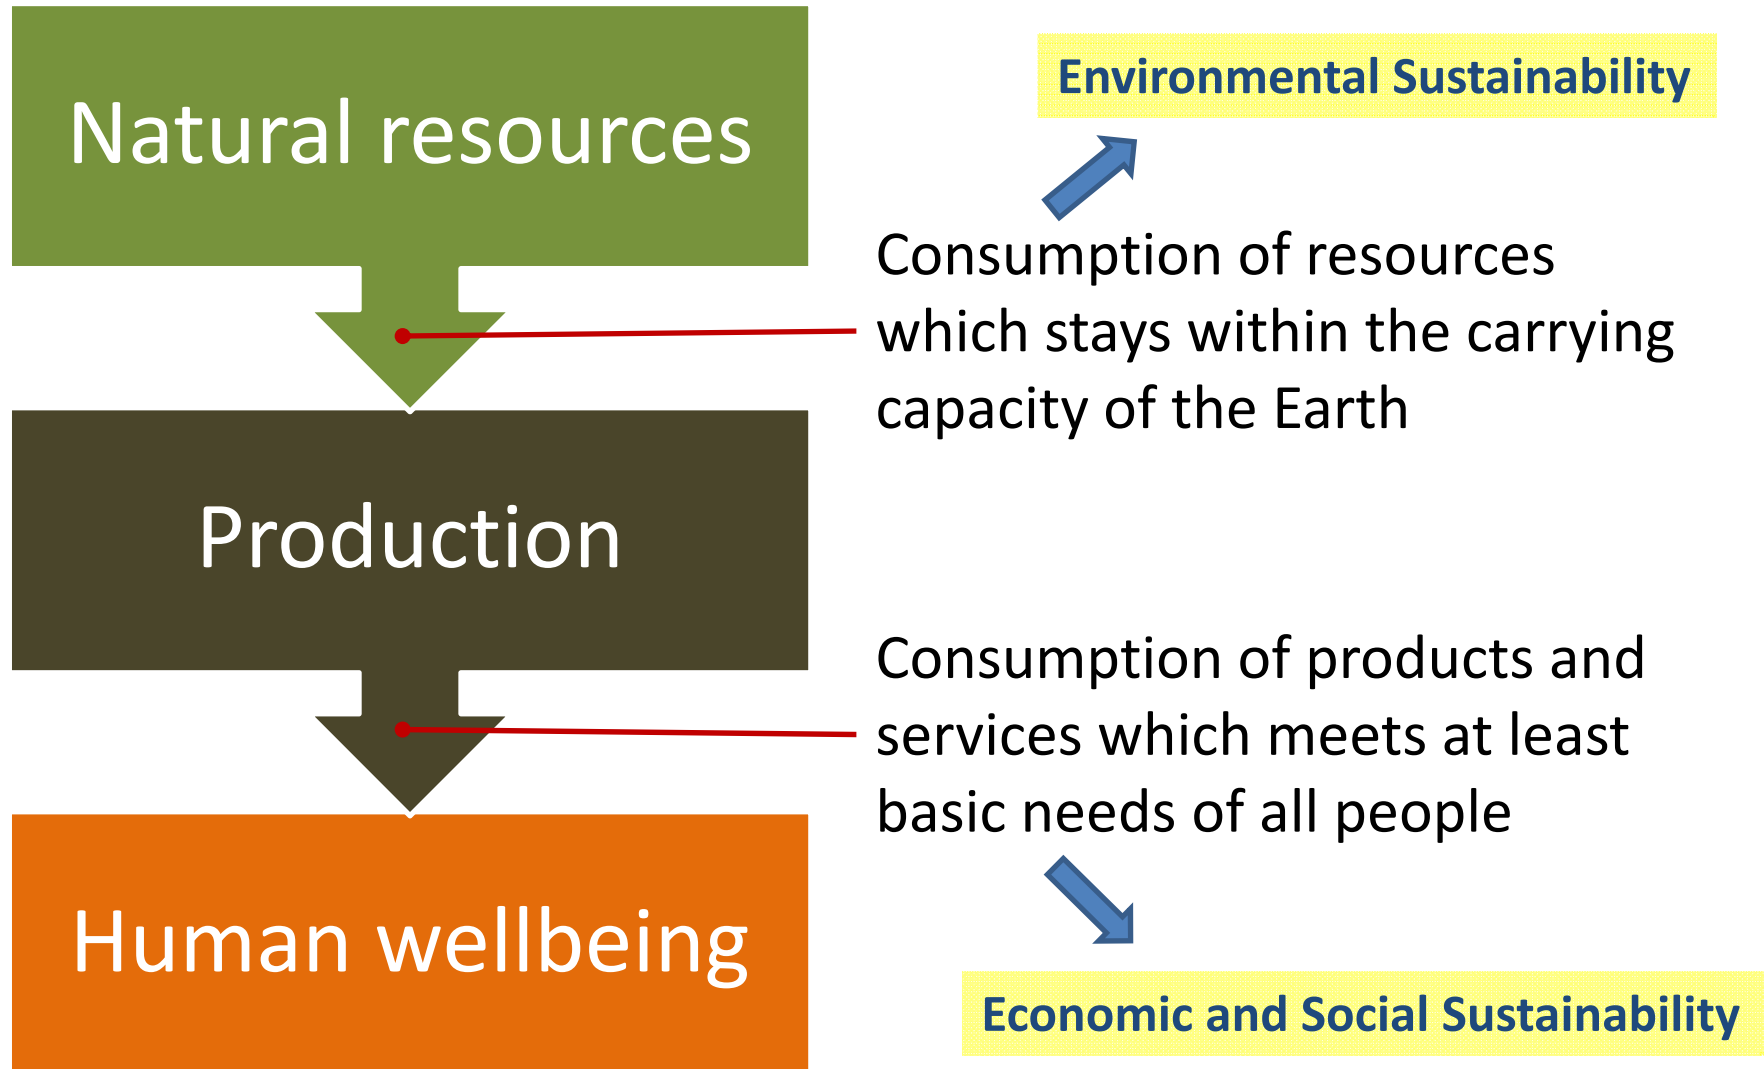 Natural resources
Environmental Sustainability
Consumption of resources
which stays within the carrying
capacity of the Earth
Production
Consumption of products and
services which meets at least
basic needs of all people
Human wellbeing
Economic and Social Sustainability